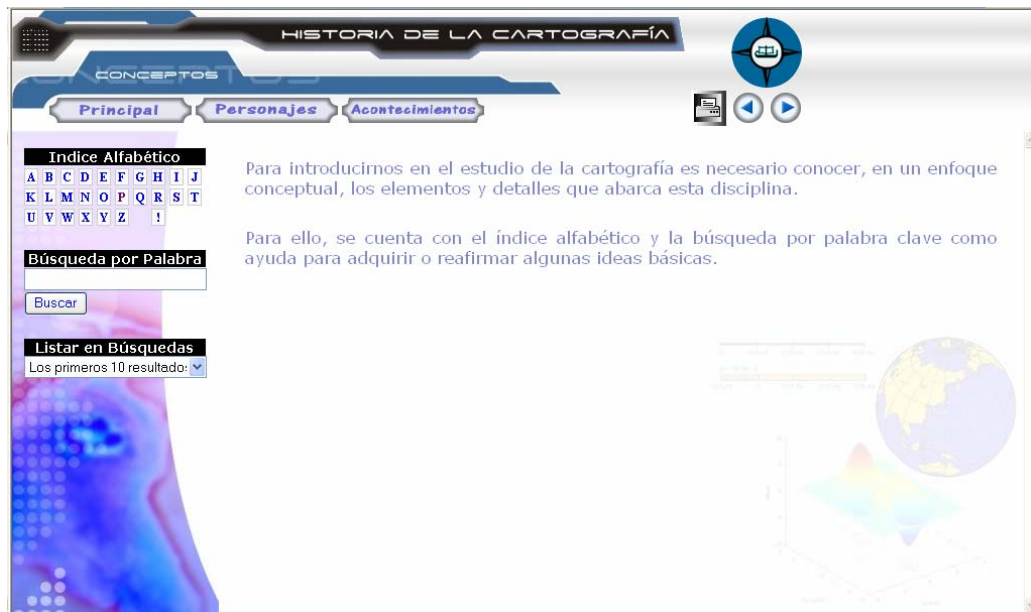 HISTORIA DE LA CARTOGRAFÍA
CONCEPTOS
Principal Personajes Acontecimientos
Indice Alfabético
A B C D E F G H I J
K L M N O P Q R S T
U V W X Y Z !
Búsqueda por Palabra
Buscar
Listar en Búsquedas
Los primeros 10 resultado
Para introducirnos en el estudio de la cartografía es necesario conocer, en un enfoque
conceptual, los elementos y detalles que abarca esta disciplina.
Para ello, se cuenta con el índice alfabético y la búsqueda por palabra clave como
ayuda para adquirir o reafirmar algunas ideas básicas.